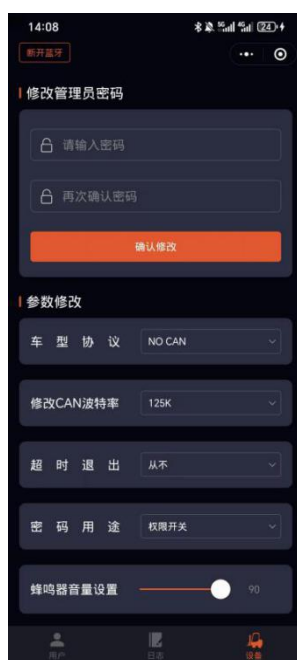 14:08
24
断开蓝牙
修改管理员密码
请输入密码
再次确认密码
确认修改
参数修改
车型协议 NO CAN
修改CAN波特率 125K
超时退出 从不
密码用途 权限开关
蜂鸣器音量设置 90
用户 日志 设备